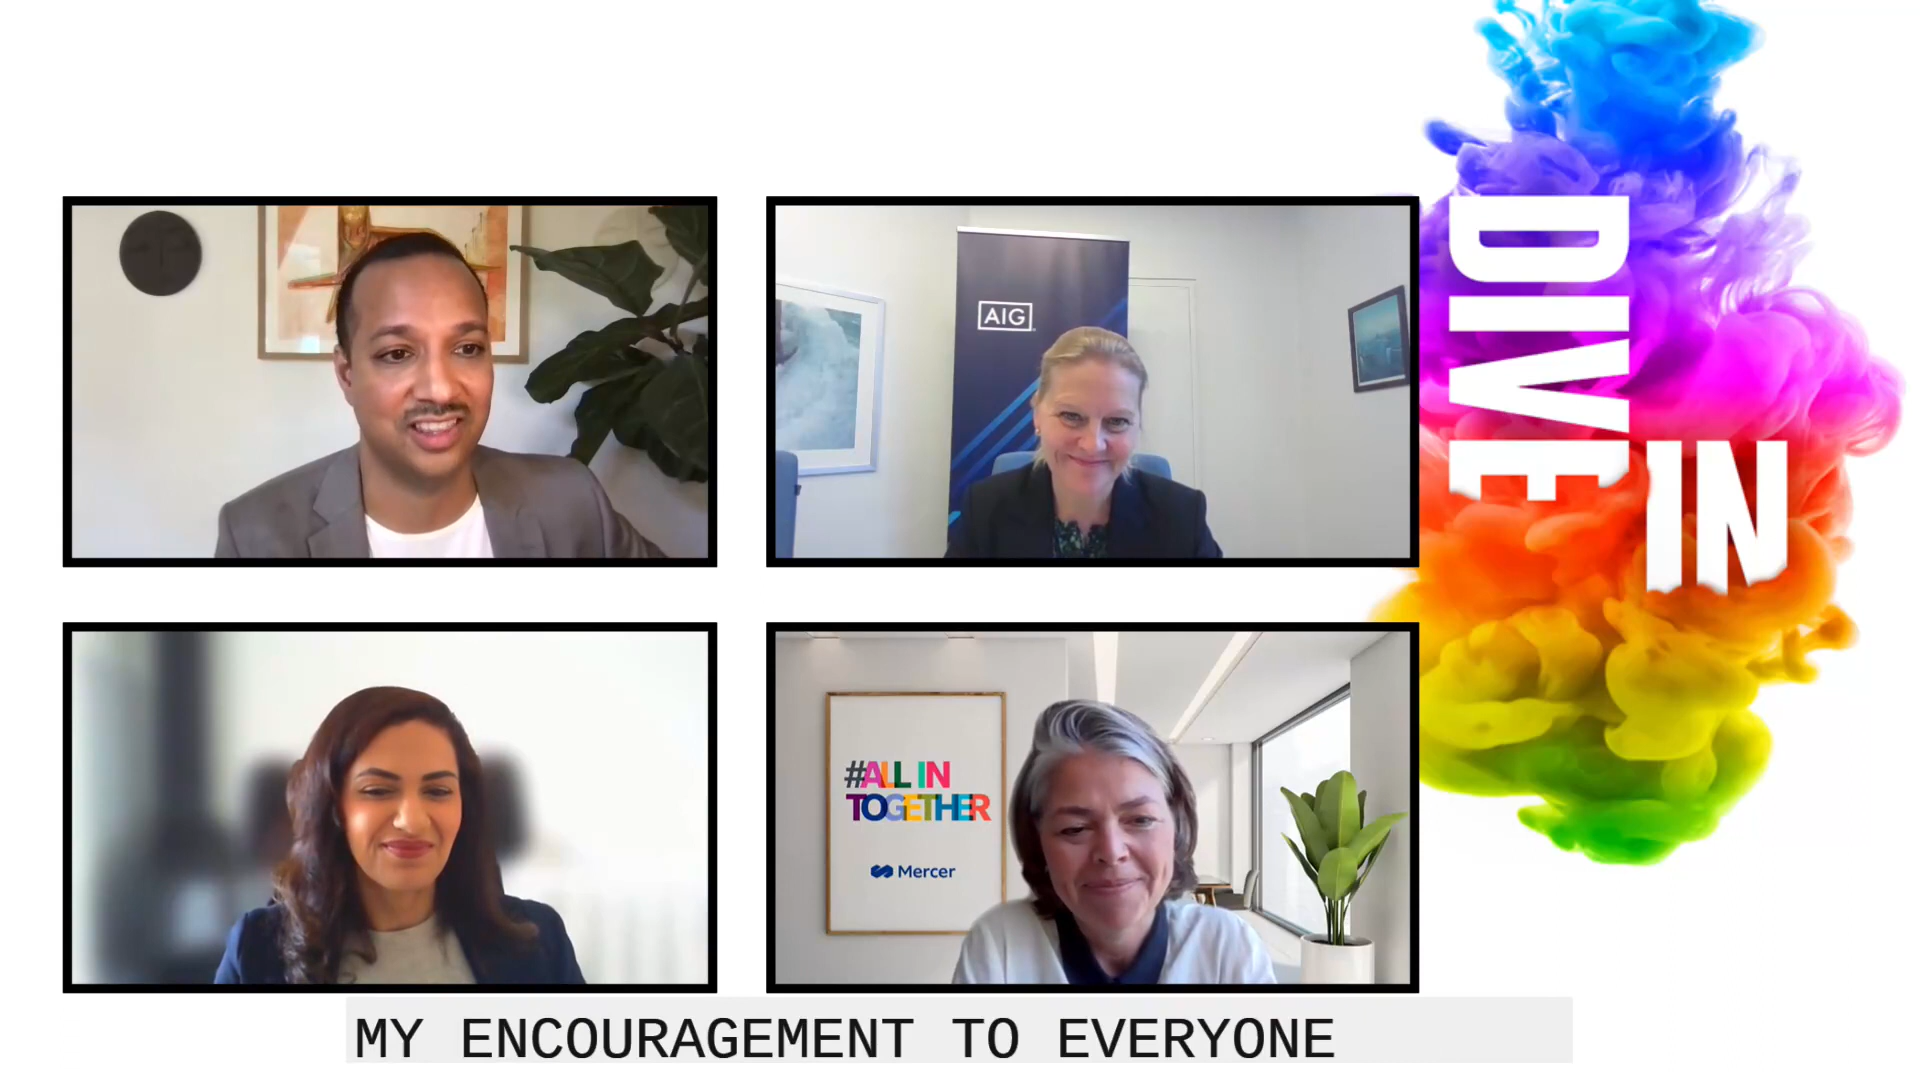 AIG
DIVE
IN
#ALL IN
TOGETHER
Mercer
MY ENCOURAGEMENT TO EVERYONE